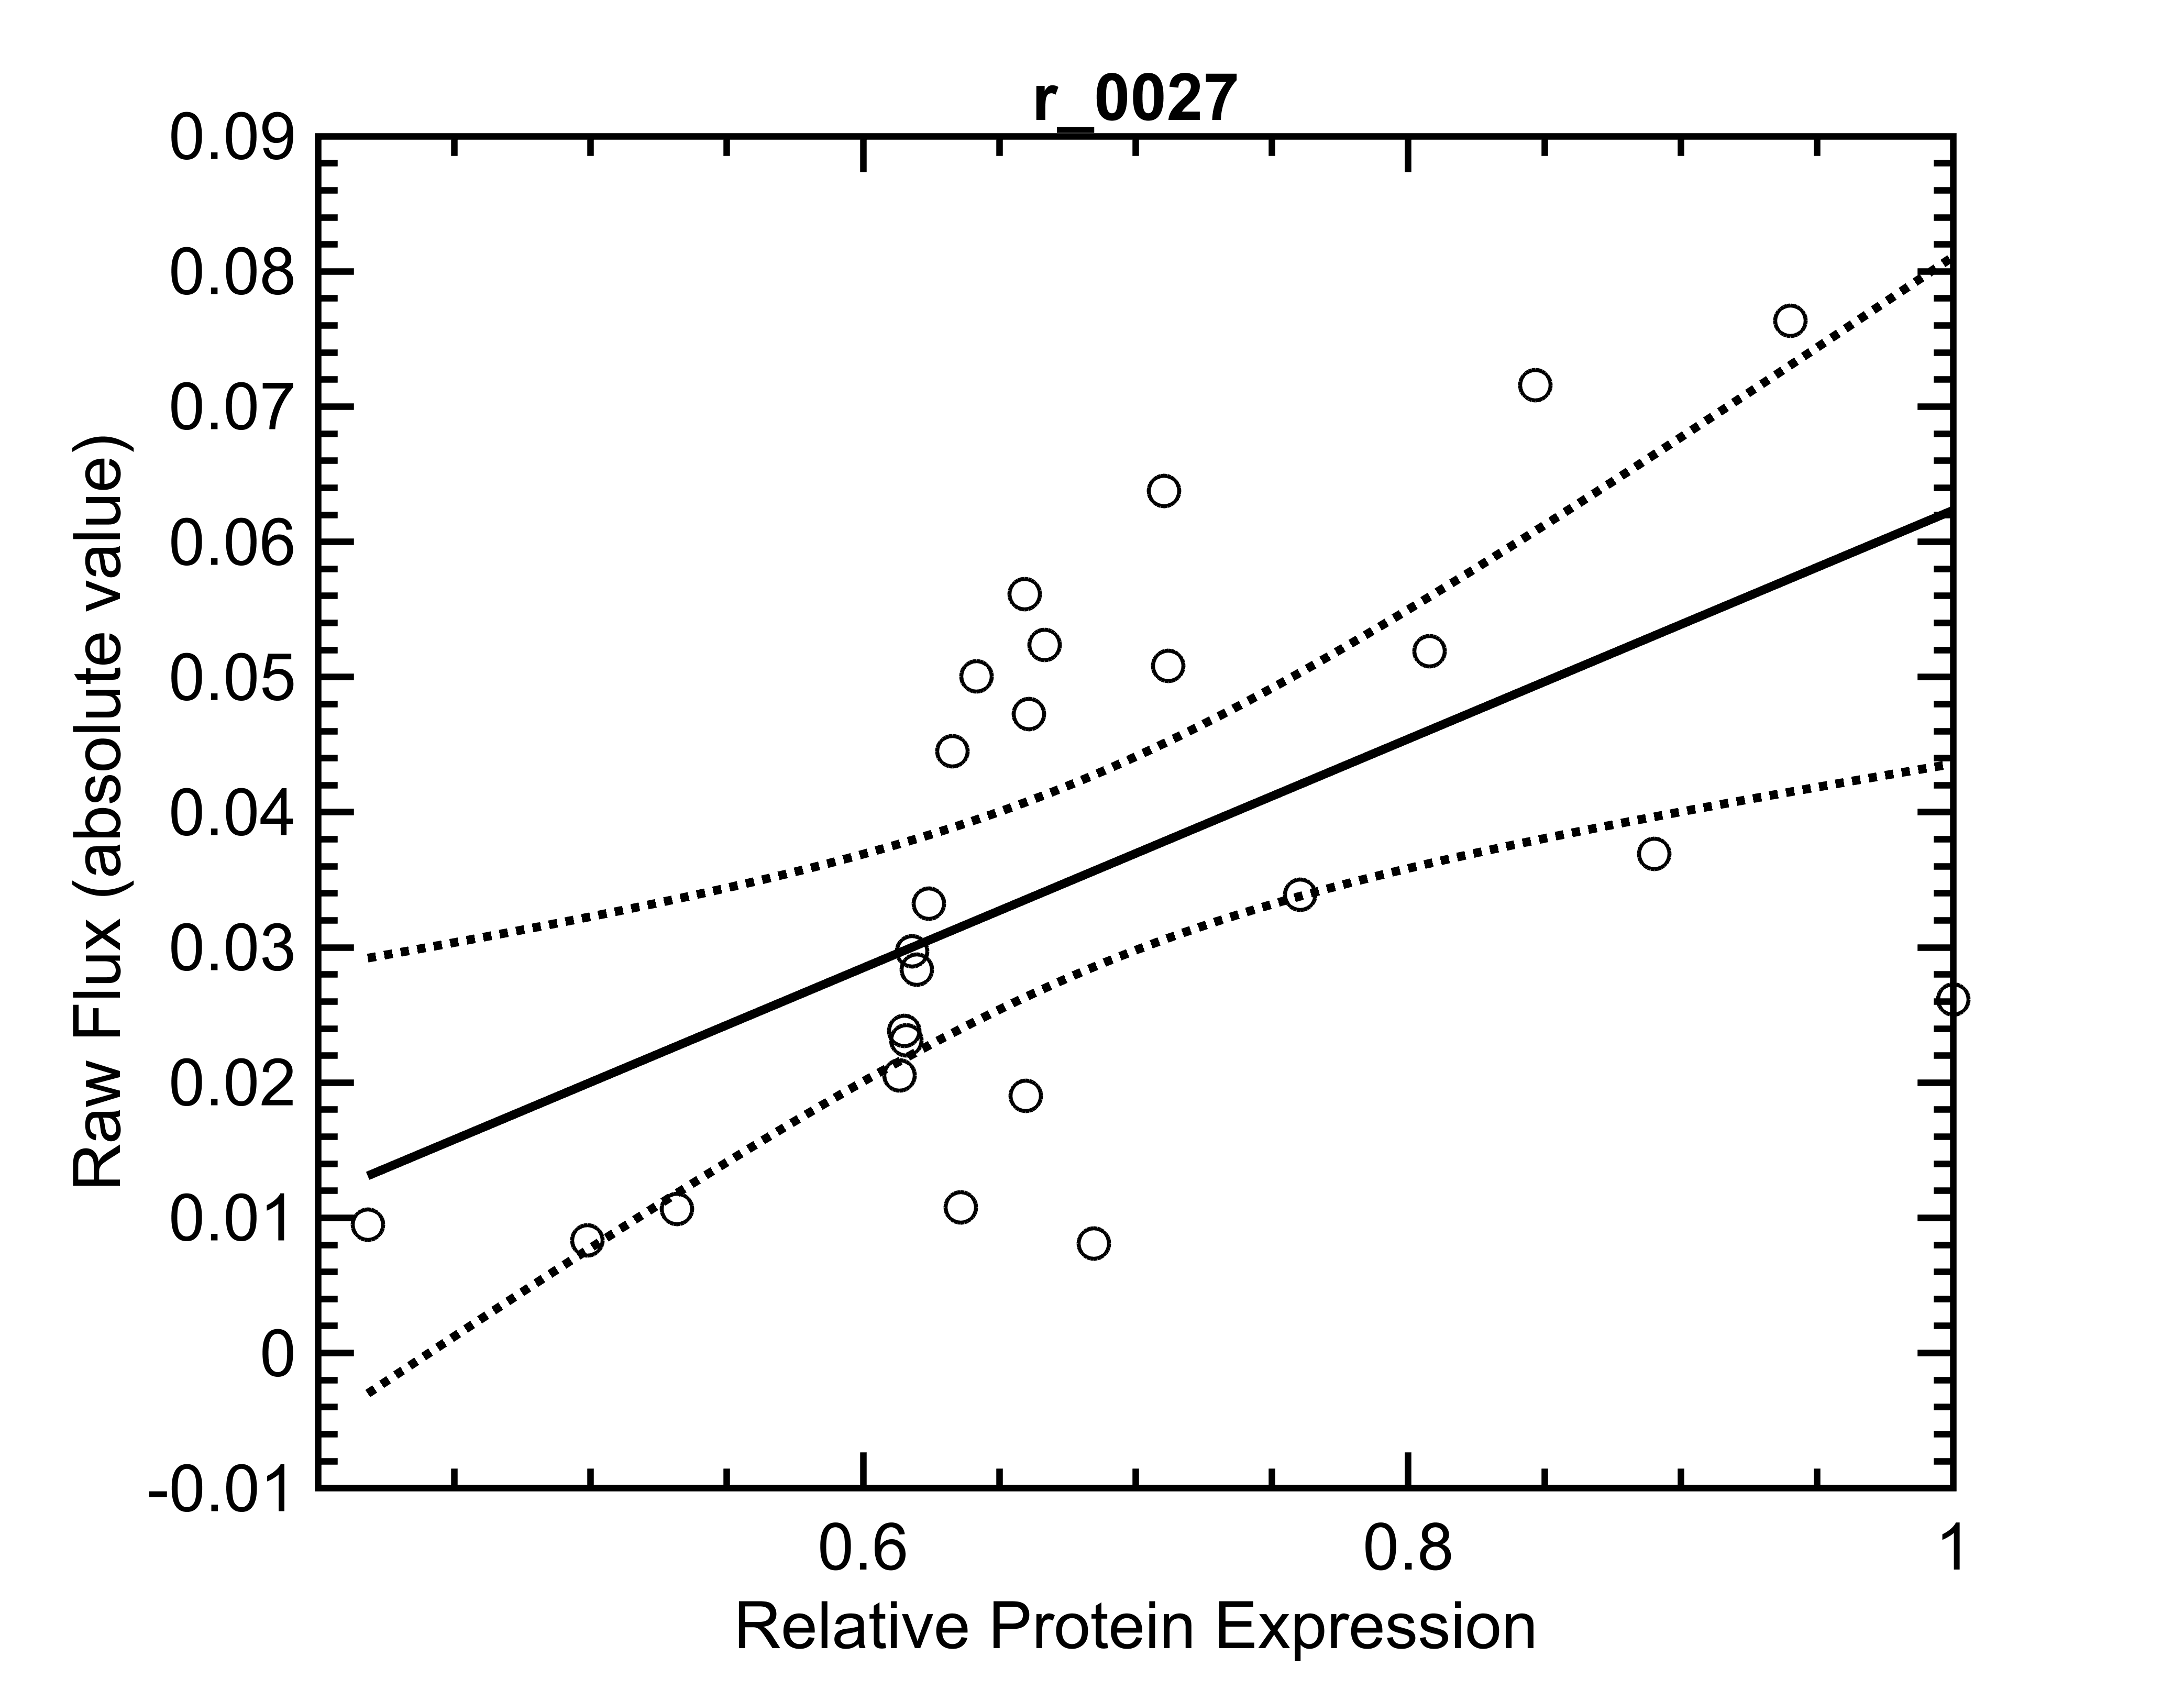 r_0027
0.09
0.08
0.07
0.06
0.05
0.04
0.03
0.02
0.01
0
-0.01
Raw Flux (absolute value)
0.6 0.8 1
Relative Protein Expression